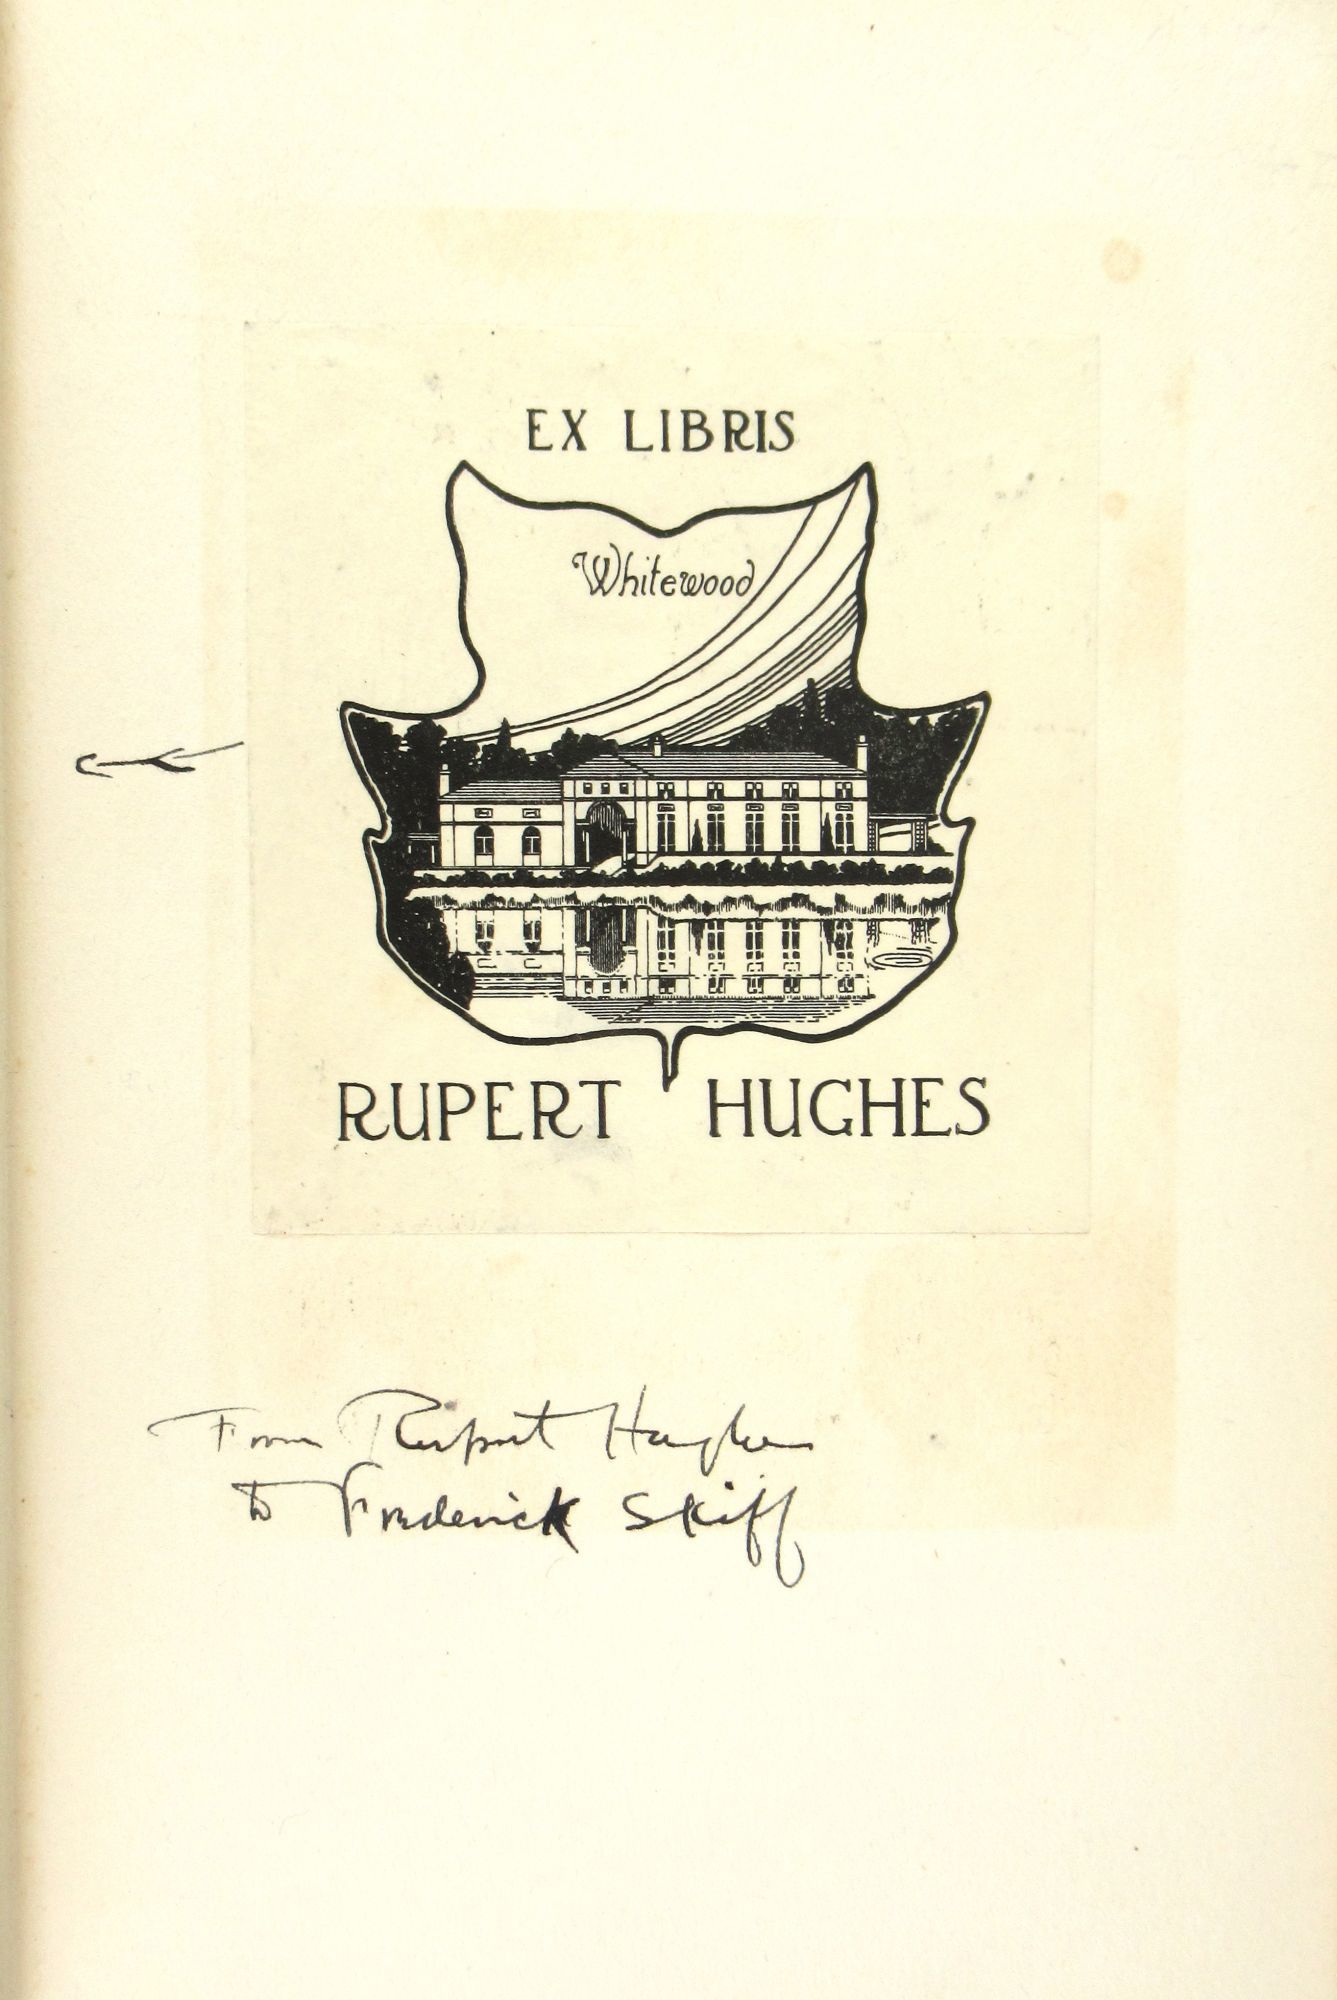 EX LIBRIS
Whitewood
RUPERT HUGHES
From Rupert Hughes
to Frederick Skiff